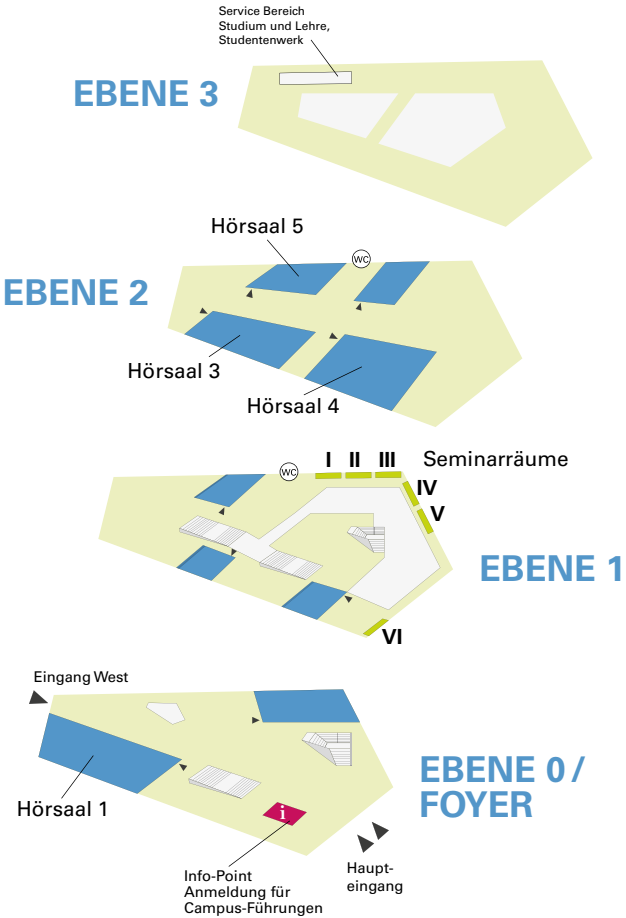 Service Bereich
Studium und Lehre,
Studentenwerk
EBENE 3
Hörsaal 5
WC
EBENE 2
Hörsaal 3
Hörsaal 4
WC
I II III Seminarräume
IV
V
EBENE 1
VI
Eingang West
EBENE 0 /
FOYER
Hörsaal 1
i
Info-Point
Anmeldung für
Campus-Führungen
Haupt-
eingang